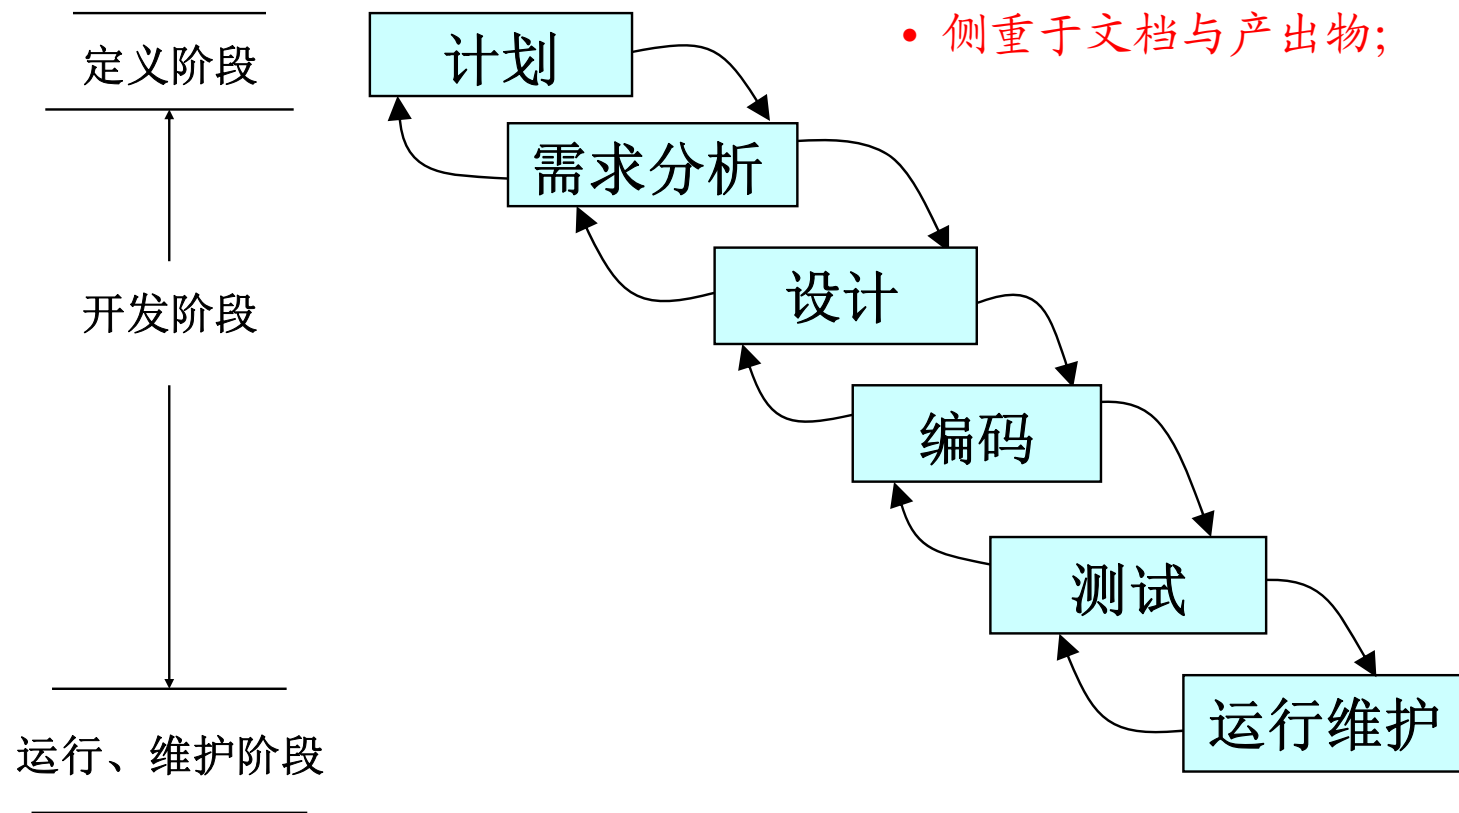 定义阶段
计划
• 侧重于文档与产出物;
需求分析
开发阶段
设计
编码
测试
运行、维护阶段
运行维护